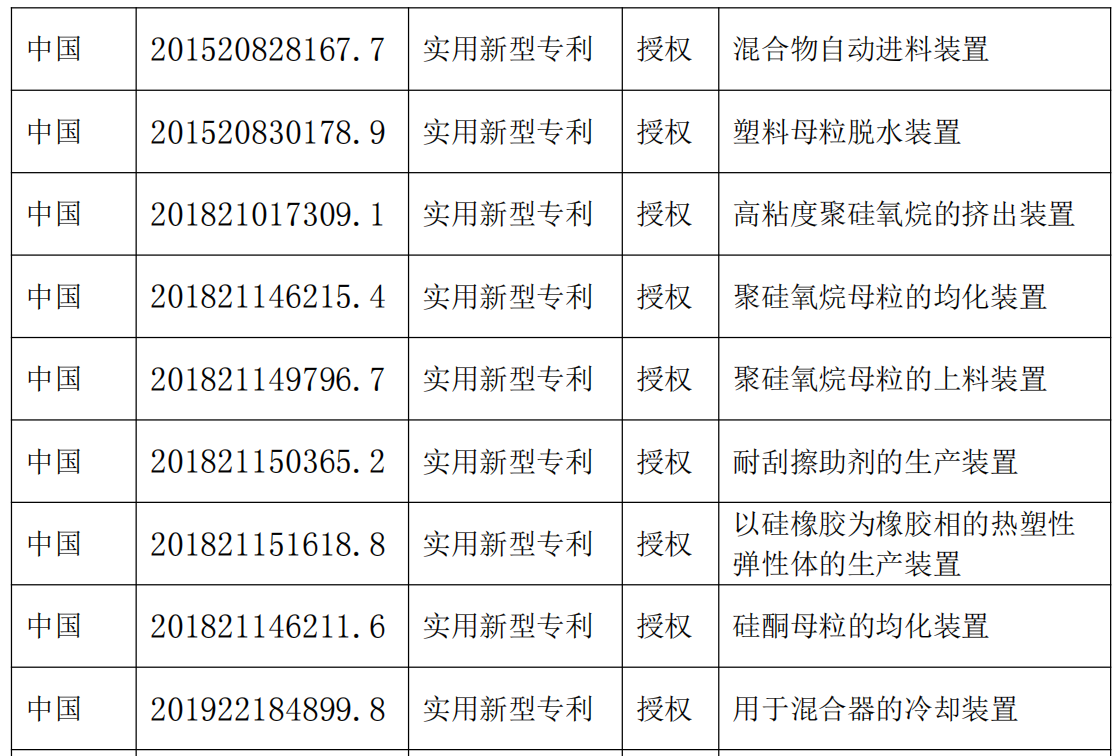 中国 201520828167.7 实用新型专利 授权 混合物自动进料装置
中国 201520830178.9 实用新型专利 授权 塑料母粒脱水装置
中国 201821017309.1 实用新型专利 授权 高粘度聚硅氧烷的挤出装置
中国 201821146215.4 实用新型专利 授权 聚硅氧烷母粒的均化装置
中国 201821149796.7 实用新型专利 授权 聚硅氧烷母粒的上料装置
中国 201821150365.2 实用新型专利 授权 耐刮擦助剂的生产装置
中国 201821151618.8 实用新型专利 授权 以硅橡胶为橡胶相的热塑性
弹性体的生产装置
中国 201821146211.6 实用新型专利 授权 硅酮母粒的均化装置
中国 201922184899.8 实用新型专利 授权 用于混合器的冷却装置